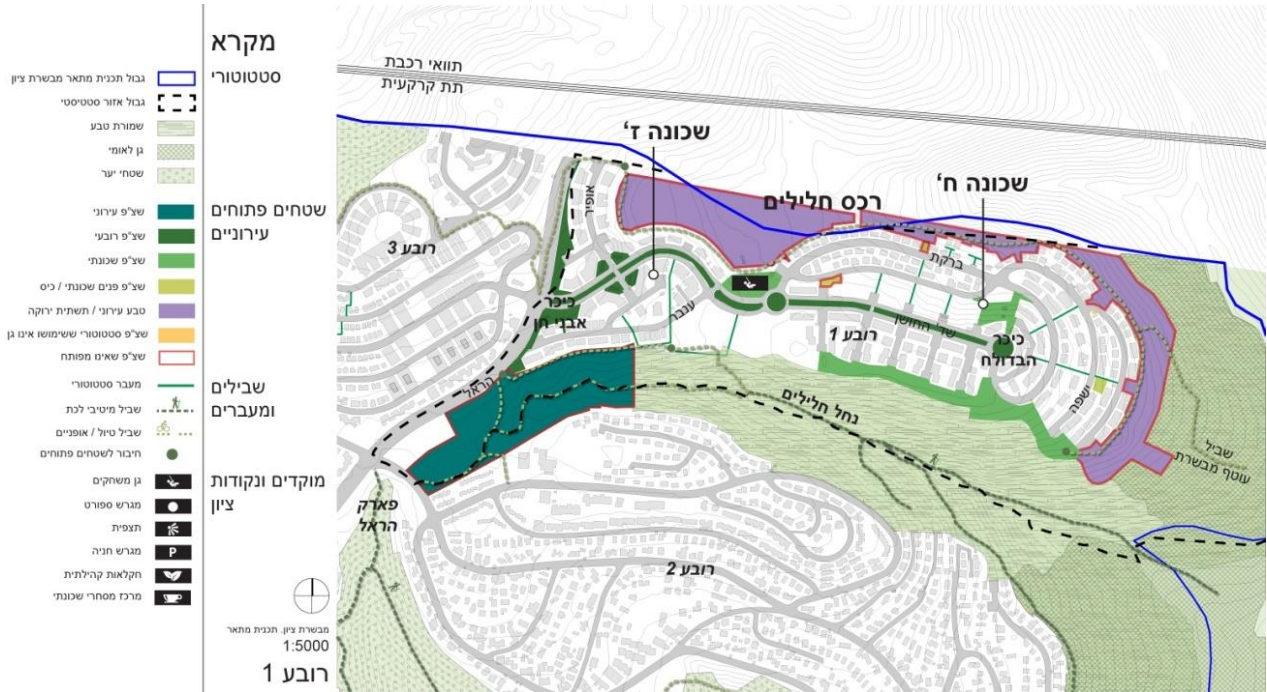 מקרא
סטטוטורי
גבול תכנית מתאר מבשרת ציון
גבול אזור סטטיסטי
שמורת טבע
גן לאומי
שטחי יער
שטחים פתוחים
עירוניים
שצ"פ עירוני
שצ"פ רובעי
שצ"פ שכונתי
שצ"פ פנים שכונתי / כיס
טבע עירוני / תשתית ירוקה
שצ"פ סטטוטורי ששימושו אינו גן
שצ"פ שאינו מפותח
שבילים
ומעברים
מעבר סטטוטורי
שביל מיטיבי לכת
שביל טיול / אופניים
חיבור לשטחים פתוחים
מוקדים ונקודות
ציון
גן משחקים
מגרש ספורט
תצפית
מגרש חניה
P
חקלאות קהילתית
מרכז מסחרי שכונתי
מבשרת ציון, תכנית מתאר
1:5000
רובע 1
תוואי רכבת
תת קרקעית
שכונה ז'
שכונה ח'
רכס חלילים
אופיר
רובע 3
ברקת
כיכר
אבני חן
ענבר
רובע 1
שד' החושן
כיכר
הבדולח
ישפה
הראל
נחל חלילים
שביל
עוטף מבשרת
פארק
הראל
רובע 2